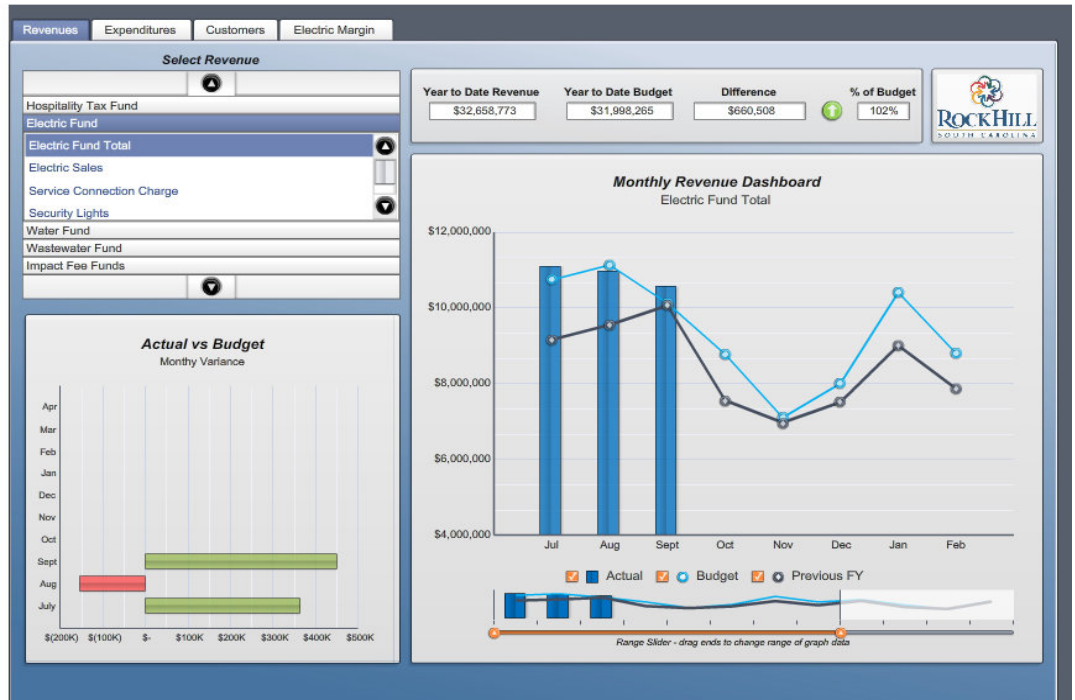 Revenues Expenditures Customers Electric Margin
Select Revenue
Hospitality Tax Fund
Electric Fund
Electric Fund Total
Electric Sales
Service Connection Charge
Security Lights
Water Fund
Wastewater Fund
Impact Fee Funds
Year to Date Revenue Year to Date Budget Difference % of Budget
$32,658,773 $31,998,265 $660,508 102%
ROCKHILL
SOUTH CAROLINA
Actual vs Budget
Monthy Variance
Apr
Mar
Feb
Jan
Dec
Nov
Oct
Sept
Aug
July
$(200K) $(100K) $- $100K $200K $300K $400K $500K
Monthly Revenue Dashboard
Electric Fund Total
$12,000,000
$10,000,000
$8,000,000
$6,000,000
$4,000,000
Jul Aug Sept Oct Nov Dec Jan Feb
Actual Budget Previous FY
Range Slider - drag ends to change range of graph data